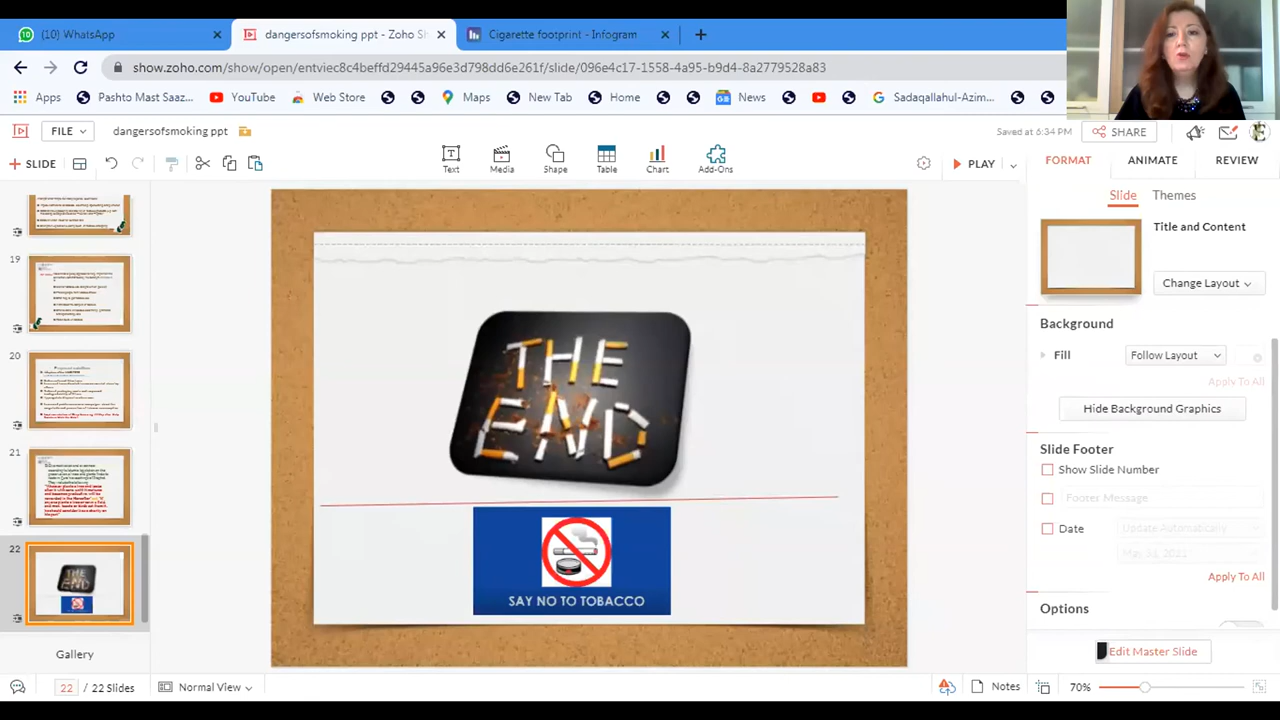 (10) WhatsApp
dangersofsmoking ppt - Zoho Sh
Cigarette footprint - Infogram
show.zoho.com/show/open/entviec8c4beffd29445a96e3d798dd6e261f/slide/096e4c17-1558-4a95-b9d4-8a2779528a83
Apps Pashto Mast Saaz... YouTube Web Store Maps New Tab Home News Sadaqallahul-Azim...
FILE dangersofsmoking ppt Saved at 6:34 PM SHARE
SLIDE Text Media Shape Table Chart Add-Ons PLAY
FORMAT ANIMATE REVIEW
Slide Themes
Title and Content
Change Layout
Background
Fill Follow Layout
Apply To All
Hide Background Graphics
Slide Footer
Show Slide Number
Footer Message
Date Update Automatically
Apply To All
Options
Edit Master Slide
19
20
21
22
THE
END
SAY NO TO TOBACCO
Gallery
22 / 22 Slides Normal View Notes 70%